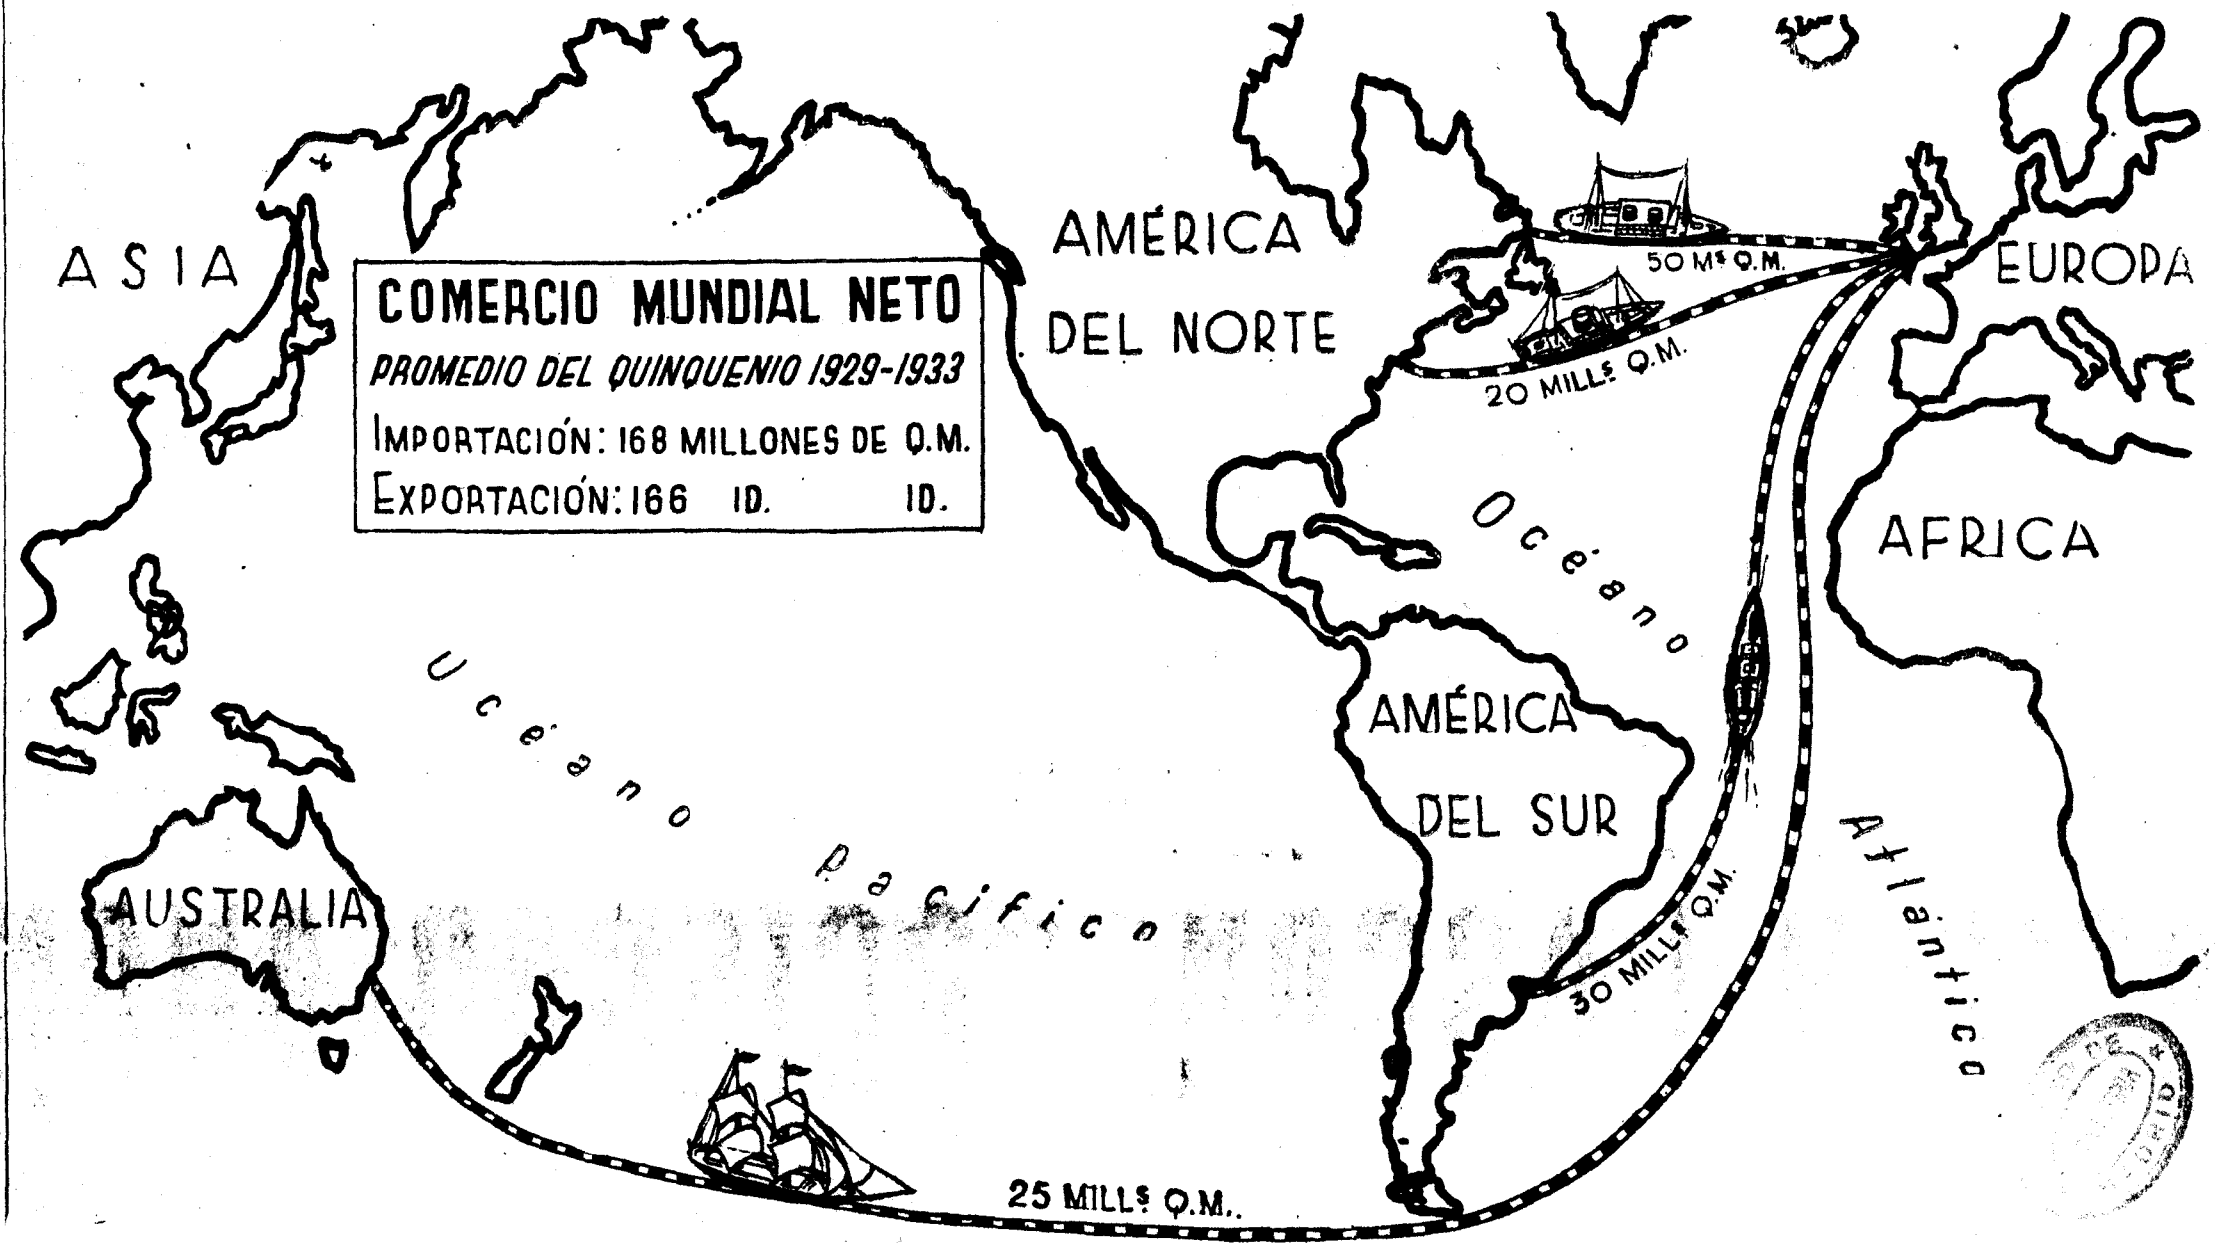 COMERCIO MUNDIAL NETO
PROMEDIO DEL QUINQUENIO 1929-1933
IMPORTACIÓN: 168 MILLONES DE Q.M.
EXPORTACIÓN: 166 ID. ID.
ASIA
AMÉRICA
DEL NORTE
EUROPA
50 Mˢ Q.M.
20 MILLˢ Q.M.
AFRICA
Océano
Atlántico
AMÉRICA
DEL SUR
Océano Pacífico
AUSTRALIA
30 MILLˢ Q.M.
25 MILLˢ Q.M..